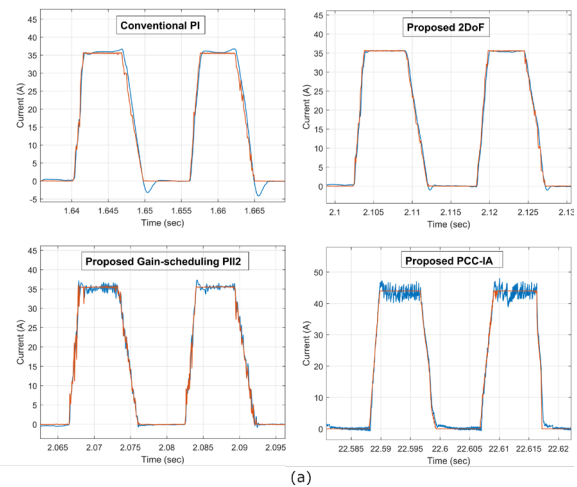 Conventional PI
Current (A)
45
40
35
30
25
20
15
10
5
0
-5
1.64 1.645 1.65 1.655 1.66 1.665
Time (sec)
Proposed 2DoF
Current (A)
45
40
35
30
25
20
15
10
5
0
2.1 2.105 2.11 2.115 2.12 2.125 2.13
Time (sec)
Proposed Gain-scheduling PII2
Current (A)
45
40
35
30
25
20
15
10
5
0
2.065 2.07 2.075 2.08 2.085 2.09 2.095
Time (sec)
Proposed PCC-IA
Current (A)
50
40
30
20
10
0
22.585 22.59 22.595 22.6 22.605 22.61 22.615 22.62
Time (sec)
(a)